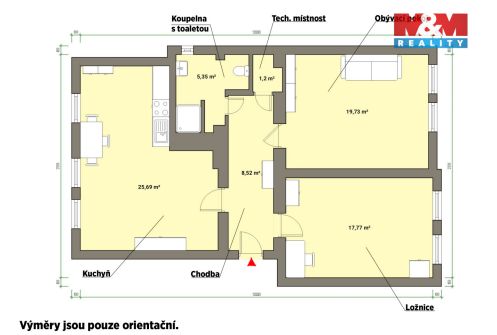 Koupelna
s toaletou
Tech. místnost
Obývací
M&M
REALITY
5,35 m²
1,2 m²
19,73 m²
8,52 m²
25,69 m²
17,77 m²
Kuchyň
Chodba
Ložnice
Výměry jsou pouze orientační.